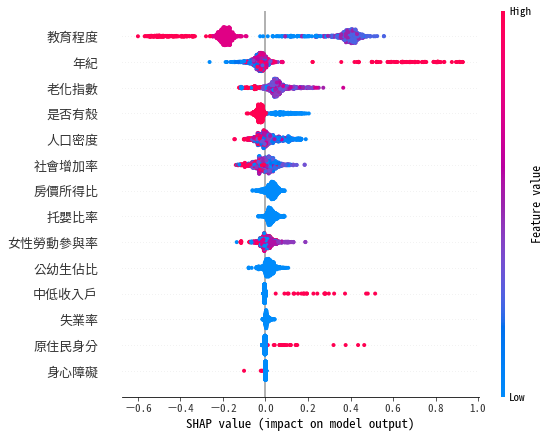 High
教育程度
年紀
老化指數
是否有殼
人口密度
社會增加率
房價所得比
托嬰比率
女性勞動參與率
公幼生佔比
中低收入戶
失業率
原住民身分
身心障礙
Feature value
Low
−0.6 −0.4 −0.2 0.0 0.2 0.4 0.6 0.8 1.0
SHAP value (impact on model output)